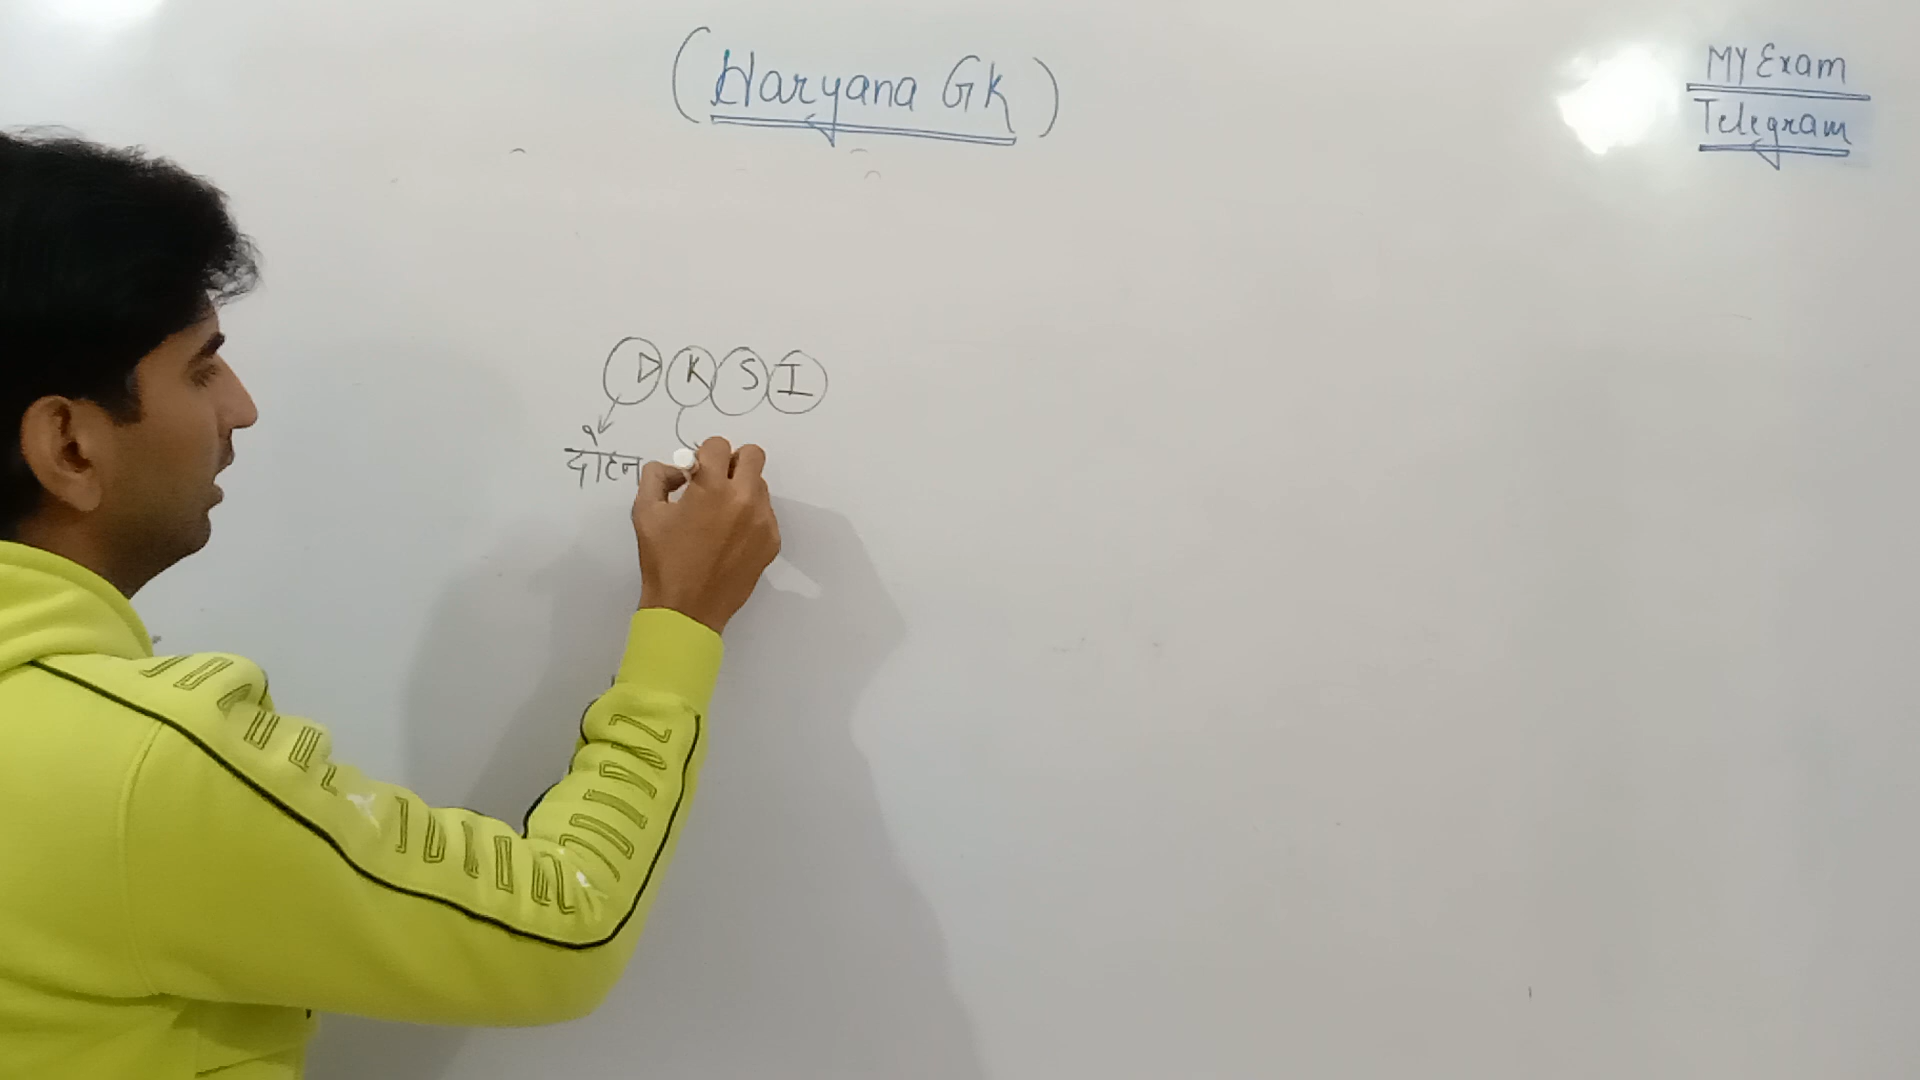 (Haryana GK)
MY Exam
Telegram
D K S I
दोहन